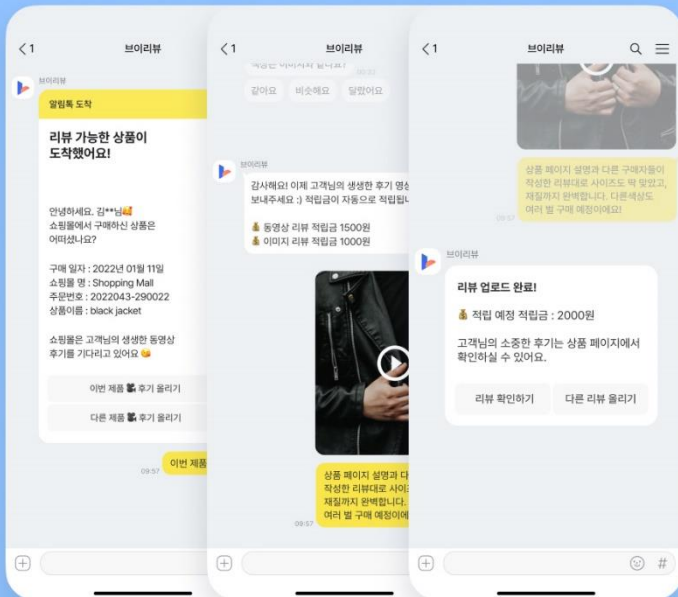 1
브이리뷰
브이리뷰
알림톡 도착
리뷰 가능한 상품이
도착했어요!
안녕하세요. 김**님🥰
쇼핑몰에서 구매하신 상품은
어떠셨나요?
구매 일자 : 2022년 01월 11일
쇼핑몰 명 : Shopping Mall
주문번호 : 2022043-290022
상품이름 : black jacket
쇼핑몰은 고객님의 생생한 동영상
후기를 기다리고 있어요 😘
이번 제품 📽 후기 올리기
다른 제품 📽 후기 올리기
09:57
이번 제품
1
브이리뷰
같아요
비슷해요
달랐어요
브이리뷰
감사해요! 이제 고객님의 생생한 후기 영상
보내주세요 :) 적립금이 자동으로 적립됩니
💰 동영상 리뷰 적립금 1500원
💰 이미지 리뷰 적립금 1000원
상품 페이지 설명과 다
작성한 리뷰대로 사이즈
재질까지 완벽합니다.
여러 벌 구매 예정이에
09:57
1
브이리뷰
상품 페이지 설명과 다른 구매자들이
작성한 리뷰대로 사이즈도 딱 맞았고,
재질까지 완벽합니다. 다른색상도
여러 벌 구매 예정이에요!
09:57
브이리뷰
리뷰 업로드 완료!
💰 적립 예정 적립금 : 2000원
고객님의 소중한 후기는 상품 페이지에서
확인하실 수 있어요.
리뷰 확인하기
다른 리뷰 올리기
#